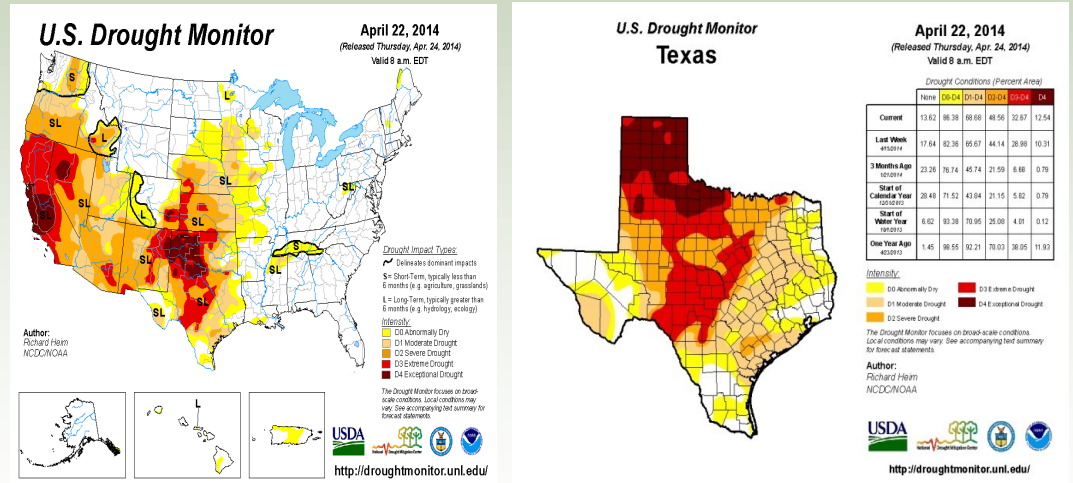 U.S. Drought Monitor
April 22, 2014
(Released Thursday, Apr. 24, 2014)
Valid 8 a.m. EDT
S
L
SL
L
SL
SL
SL
L
SL
SL
S
SL
SL
SL
SL
Drought Impact Types:
Delineates dominant impacts
S = Short-Term, typically less than
6 months (e.g. agriculture, grasslands)
L = Long-Term, typically greater than
6 months (e.g. hydrology, ecology)
Intensity:
D0 Abnormally Dry
D1 Moderate Drought
D2 Severe Drought
D3 Extreme Drought
D4 Exceptional Drought
Author:
Richard Heim
NCDC/NOAA
The Drought Monitor focuses on broad-
scale conditions. Local conditions may
vary. See accompanying text summary for
forecast statements.
L
USDA
National Drought Mitigation Center
http://droughtmonitor.unl.edu/
U.S. Drought Monitor
Texas
April 22, 2014
(Released Thursday, Apr. 24, 2014)
Valid 8 a.m. EDT
Drought Conditions (Percent Area)
None D0-D4 D1-D4 D2-D4 D3-D4 D4
Current 13.62 86.38 68.68 48.56 32.67 12.54
Last Week 17.64 82.36 65.67 44.14 28.98 10.31
3 Months Ago 23.26 76.74 45.74 21.59 6.68 0.79
Start of
Calendar Year 28.48 71.52 43.84 21.15 5.82 0.79
Start of
Water Year 6.62 93.38 70.95 25.08 4.01 0.12
One Year Ago 1.45 98.55 92.21 78.03 38.05 11.93
Intensity:
D0 Abnormally Dry D3 Extreme Drought
D1 Moderate Drought D4 Exceptional Drought
D2 Severe Drought
The Drought Monitor focuses on broad-scale conditions.
Local conditions may vary. See accompanying text summary
for forecast statements.
Author:
Richard Heim
NCDC/NOAA
USDA
National Drought Mitigation Center
http://droughtmonitor.unl.edu/